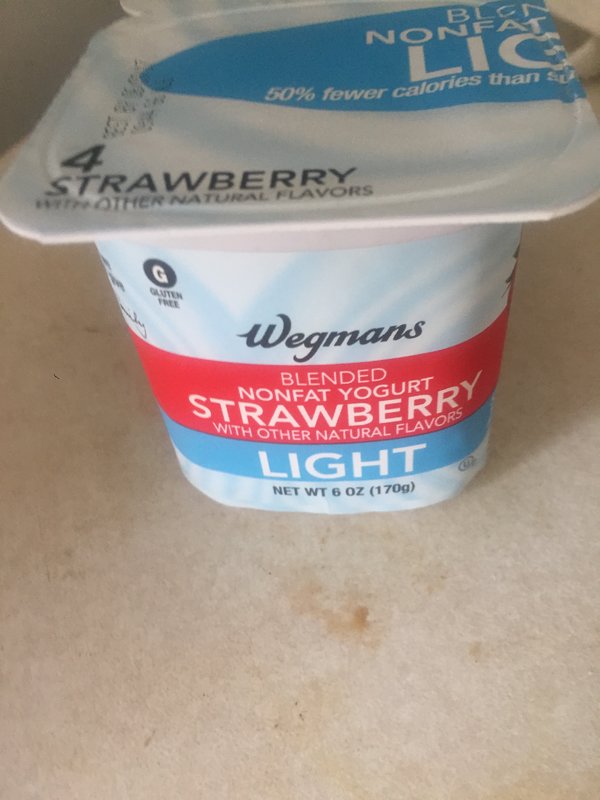 NONFAT
50% fewer calories than
4
STRAWBERRY
WITH OTHER NATURAL FLAVORS
G
GLUTEN
FREE
Wegmans
BLENDED
NONFAT YOGURT
STRAWBERRY
WITH OTHER NATURAL FLAVORS
LIGHT
NET WT 6 OZ (170g)